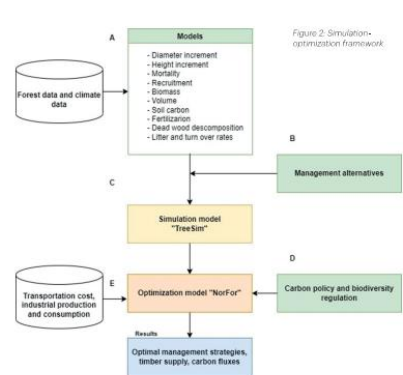 Figure 2: Simulation-
optimization framework
A
Models
- Diameter increment
- Height increment
- Mortality
- Recruitment
- Biomass
- Volume
- Soil carbon
- Fertilizarion
- Dead wood descomposition
- Litter and turn over rates
Forest data and climate
data
B
Management alternatives
C
Simulation model
"TreeSim"
D
Carbon policy and biodiversity
regulation
E
Transportation cost,
industrial production
and consumption
Optimization model "NorFor"
Results
Optimal management strategies,
timber supply, carbon fluxes